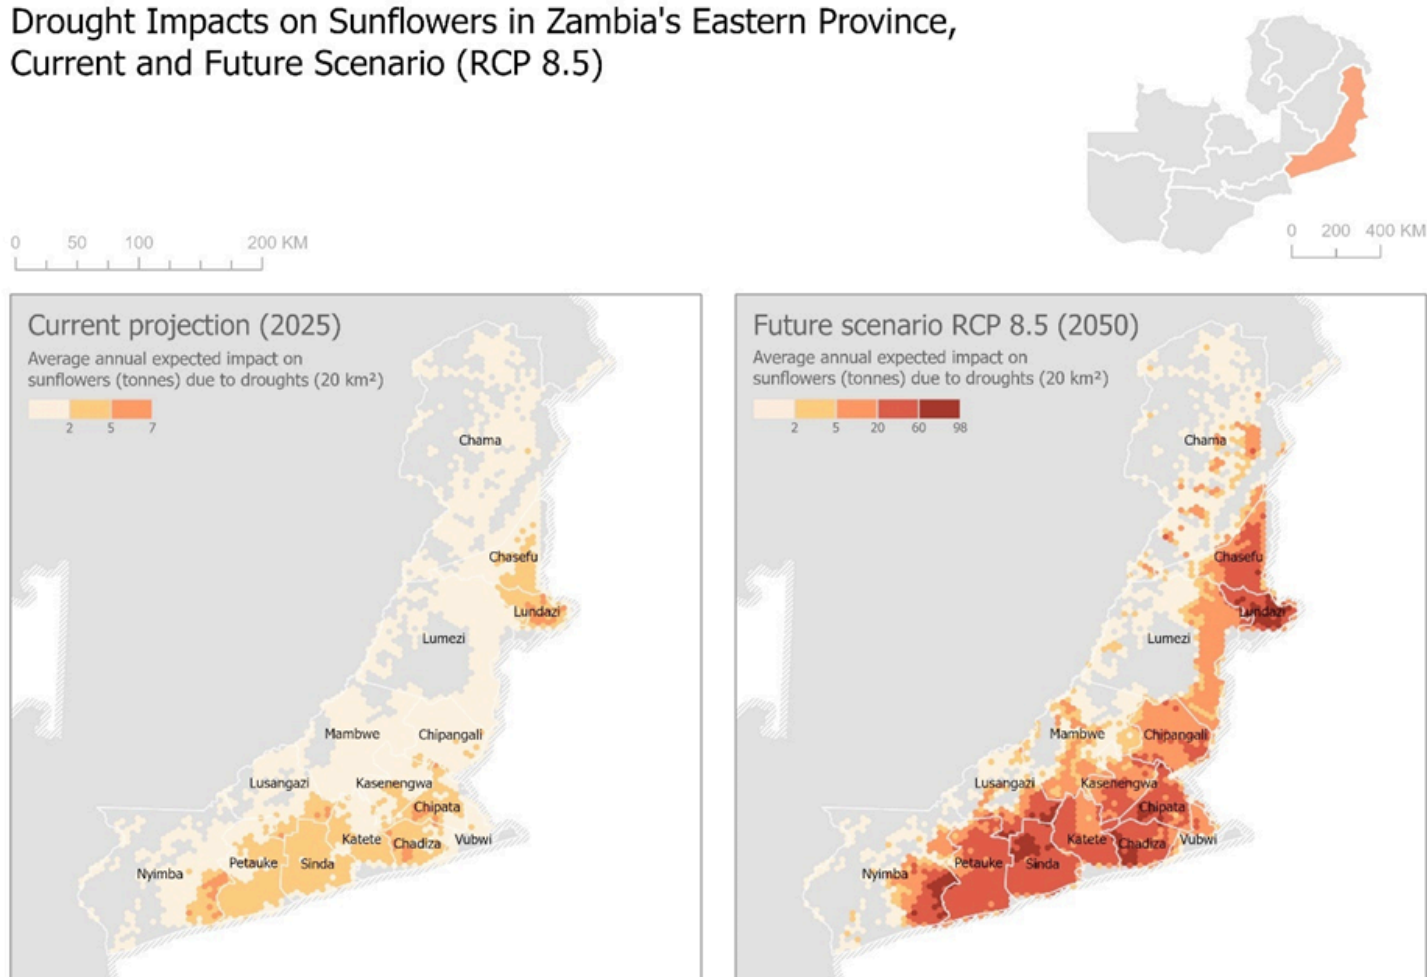 Drought Impacts on Sunflowers in Zambia's Eastern Province,
Current and Future Scenario (RCP 8.5)
0 50 100 200 KM
0 200 400 KM
Current projection (2025)
Average annual expected impact on
sunflowers (tonnes) due to droughts (20 km²)
2 5 7
Chama
Chasefu
Lundazi
Lumezi
Mambwe
Chipangali
Lusangazi
Kasenengwa
Chipata
Katete
Chadiza
Vubwi
Petauke
Sinda
Nyimba
Future scenario RCP 8.5 (2050)
Average annual expected impact on
sunflowers (tonnes) due to droughts (20 km²)
2 5 20 60 98
Chama
Chasefu
Lundazi
Lumezi
Mambwe
Chipangali
Lusangazi
Kasenengwa
Chipata
Katete
Chadiza
Vubwi
Petauke
Sinda
Nyimba